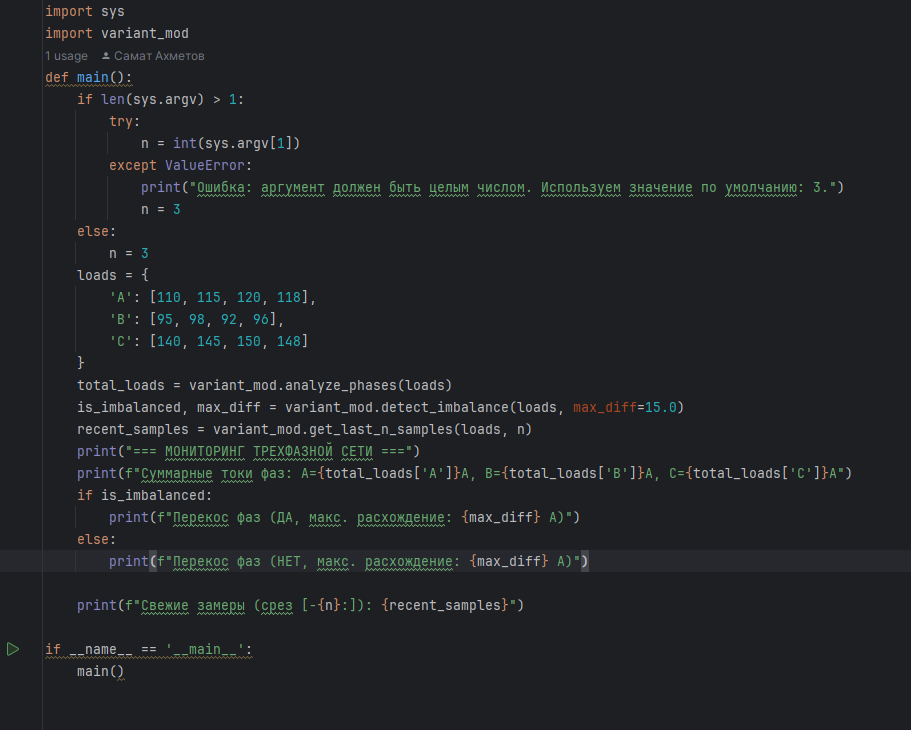 import sys
import variant_mod
1 usage Самат Ахметов
def main():
    if len(sys.argv) > 1:
        try:
            n = int(sys.argv[1])
        except ValueError:
            print("Ошибка: аргумент должен быть целым числом. Используем значение по умолчанию: 3.")
            n = 3
    else:
        n = 3
    loads = {
        'A': [110, 115, 120, 118],
        'B': [95, 98, 92, 96],
        'C': [140, 145, 150, 148]
    }
    total_loads = variant_mod.analyze_phases(loads)
    is_imbalanced, max_diff = variant_mod.detect_imbalance(loads, max_diff=15.0)
    recent_samples = variant_mod.get_last_n_samples(loads, n)
    print("=== МОНИТОРИНГ ТРЕХФАЗНОЙ СЕТИ ===")
    print(f"Суммарные токи фаз: A={total_loads['A']}A, B={total_loads['B']}A, C={total_loads['C']}A")
    if is_imbalanced:
        print(f"Перекос фаз (ДА, макс. расхождение: {max_diff} A)")
    else:
        print(f"Перекос фаз (НЕТ, макс. расхождение: {max_diff} A)")
    print(f"Свежие замеры (срез [-{n}:]): {recent_samples}")
if __name__ == '__main__':
    main()